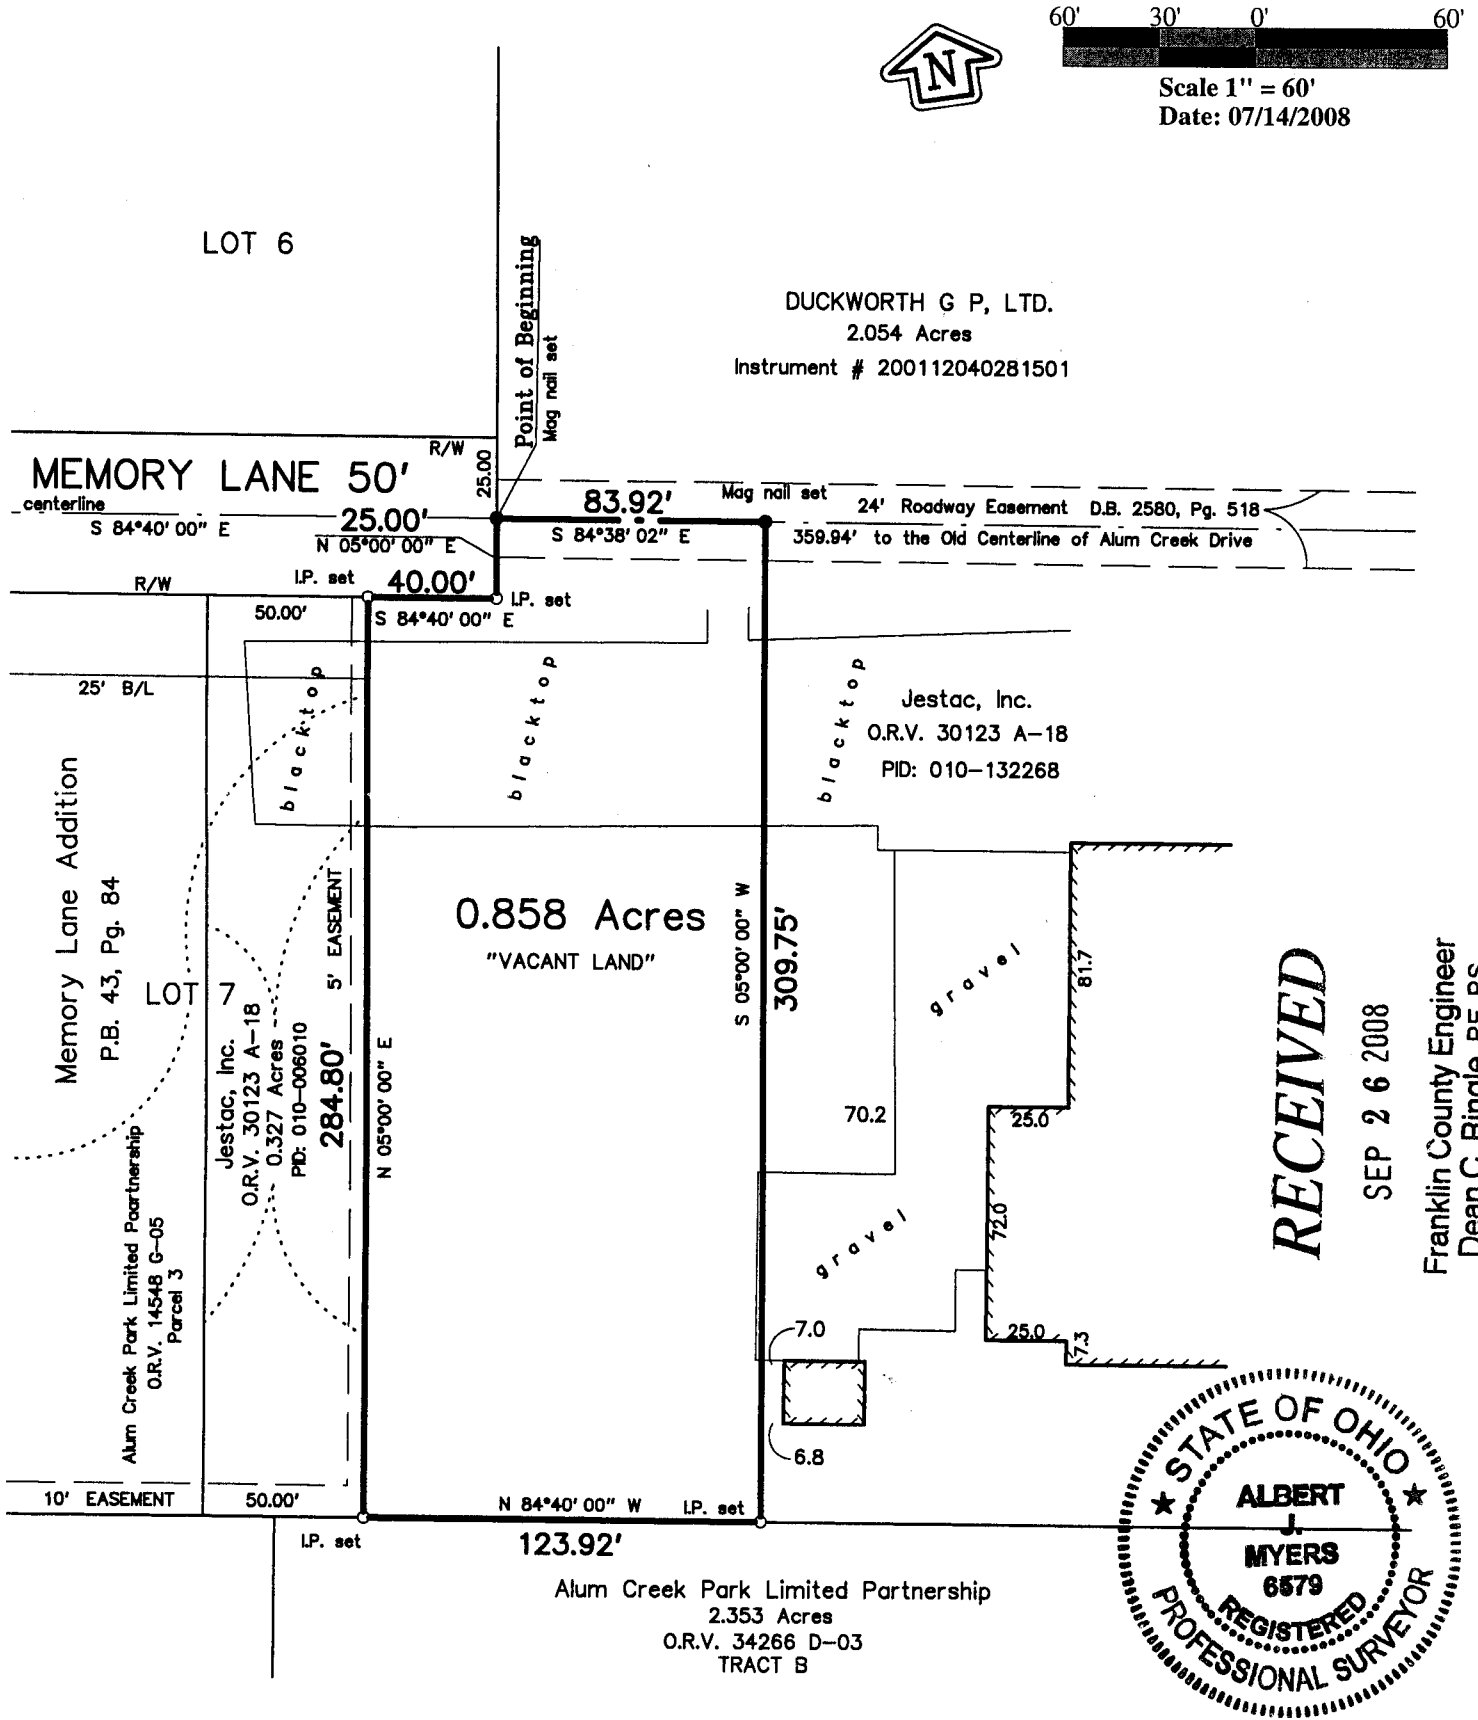 60' 30' 0' 60'
N
Scale 1" = 60'
Date: 07/14/2008
LOT 6
Point of Beginning
Mag nail set
DUCKWORTH G P, LTD.
2.054 Acres
Instrument # 200112040281501
R/W
25.00
MEMORY LANE 50'
centerline
S 84°40' 00" E
25.00'
N 05°00' 00" E
83.92'
S 84°38' 02" E
Mag nail set
24' Roadway Easement D.B. 2580, Pg. 518
359.94' to the Old Centerline of Alum Creek Drive
R/W
I.P. set
40.00'
I.P. set
50.00'
S 84°40' 00" E
25' B/L
blacktop
blacktop
blacktop
Jestac, Inc.
O.R.V. 30123 A-18
PID: 010-132268
Memory Lane Addition
P.B. 43, Pg. 84
LOT 7
0.858 Acres
"VACANT LAND"
5' EASEMENT
Jestac, Inc.
O.R.V. 30123 A-18
0.327 Acres
PID: 010-006010
284.80'
N 05°00' 00" E
S 05°00' 00" W
309.75'
gravel
81.7
70.2
25.0
gravel
72.0
7.0
25.0
7.3
6.8
Alum Creek Park Limited Paartnership
O.R.V. 14548 G-05
Parcel 3
10' EASEMENT
50.00'
N 84°40' 00" W
I.P. set
I.P. set
123.92'
Alum Creek Park Limited Partnership
2.353 Acres
O.R.V. 34266 D-03
TRACT B
RECEIVED
SEP 2 6 2008
Franklin County Engineer
Dean C. Ringle, PE, PS
STATE OF OHIO
ALBERT
J.
MYERS
6579
REGISTERED
PROFESSIONAL SURVEYOR